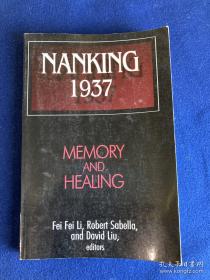 NANKING
1937
MEMORY
AND
HEALING
Fei Fei Li, Robert Sabella,
and David Liu,
editors